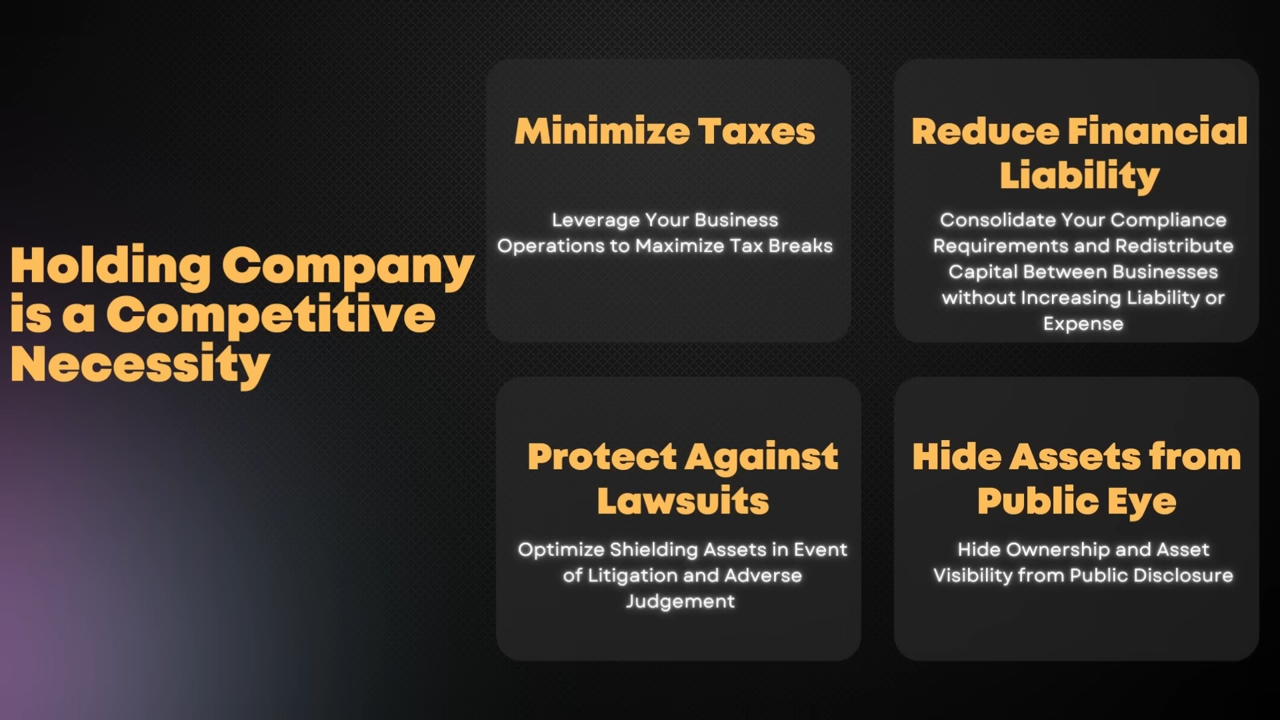 Holding Company
is a Competitive
Necessity
Minimize Taxes
Leverage Your Business
Operations to Maximize Tax Breaks
Reduce Financial
Liability
Consolidate Your Compliance
Requirements and Redistribute
Capital Between Businesses
without Increasing Liability or
Expense
Protect Against
Lawsuits
Optimize Shielding Assets in Event
of Litigation and Adverse
Judgement
Hide Assets from
Public Eye
Hide Ownership and Asset
Visibility from Public Disclosure